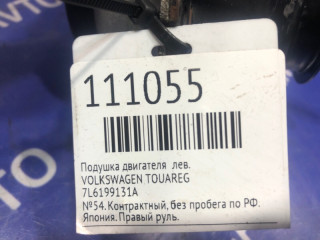 111055
Подушка двигателя лев.
VOLKSWAGEN TOUAREG
7L6199131A
№54.Контрактный, без пробега по РФ.
Япония.Правый руль.